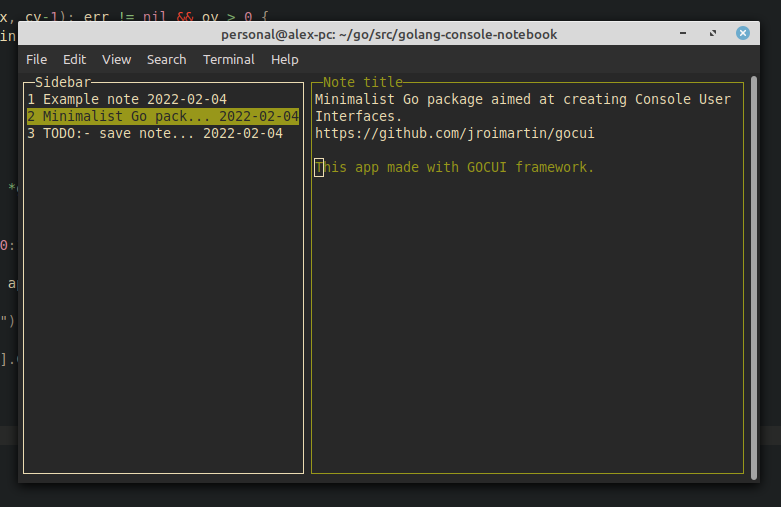 x, cy-1); err != nil && oy > 0 {
in
personal@alex-pc: ~/go/src/golang-console-notebook
File Edit View Search Terminal Help
Sidebar
1 Example note 2022-02-04
2 Minimalist Go pack... 2022-02-04
3 TODO:- save note... 2022-02-04
Note title
Minimalist Go package aimed at creating Console User
Interfaces.
https://github.com/jroimartin/gocui
This app made with GOCUI framework.
0:
")